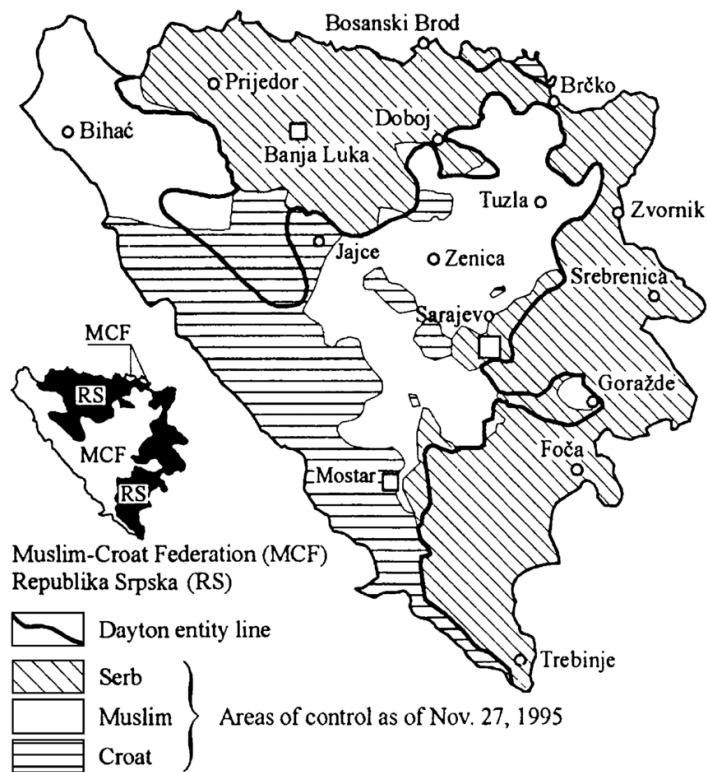 Bosanski Brod
Prijedor
Brčko
Bihać
Doboj
Banja Luka
Tuzla
Zvornik
Jajce
Zenica
Srebrenica
Sarajevo
MCF
RS
Goražde
MCF
Foča
RS
Mostar
Muslim-Croat Federation (MCF)
Republika Srpska (RS)
Dayton entity line
Trebinje
Serb
Muslim
Areas of control as of Nov. 27, 1995
Croat